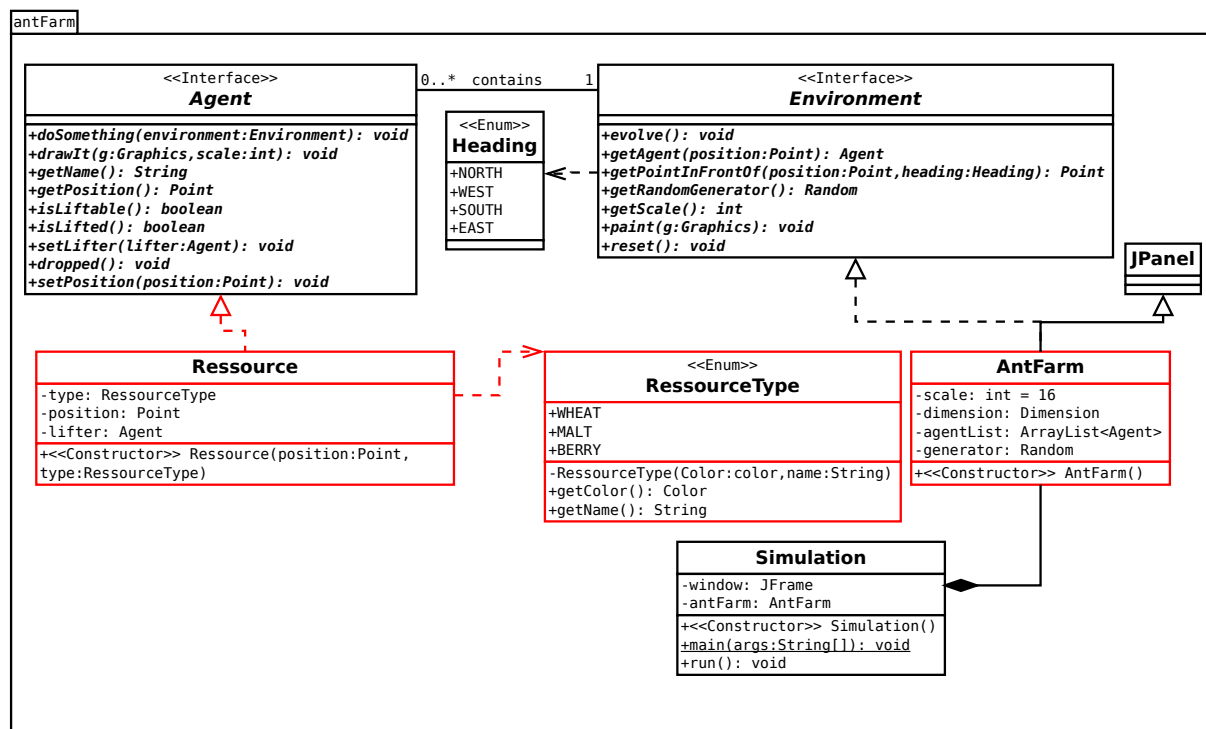 antFarm
<<Interface>>
Agent
+doSomething(environment:Environment): void
+drawIt(g:Graphics,scale:int): void
+getName(): String
+getPosition(): Point
+isLiftable(): boolean
+isLifted(): boolean
+setLifter(lifter:Agent): void
+dropped(): void
+setPosition(position:Point): void
0..* contains 1
<<Enum>>
Heading
+NORTH
+WEST
+SOUTH
+EAST
<<Interface>>
Environment
+evolve(): void
+getAgent(position:Point): Agent
+getPointInFrontOf(position:Point,heading:Heading): Point
+getRandomGenerator(): Random
+getScale(): int
+paint(g:Graphics): void
+reset(): void
JPanel
Ressource
-type: RessourceType
-position: Point
-lifter: Agent
+<<Constructor>> Ressource(position:Point,
type:RessourceType)
<<Enum>>
RessourceType
+WHEAT
+MALT
+BERRY
-RessourceType(Color:color,name:String)
+getColor(): Color
+getName(): String
AntFarm
-scale: int = 16
-dimension: Dimension
-agentList: ArrayList<Agent>
-generator: Random
+<<Constructor>> AntFarm()
Simulation
-window: JFrame
-antFarm: AntFarm
+<<Constructor>> Simulation()
+main(args:String[]): void
+run(): void